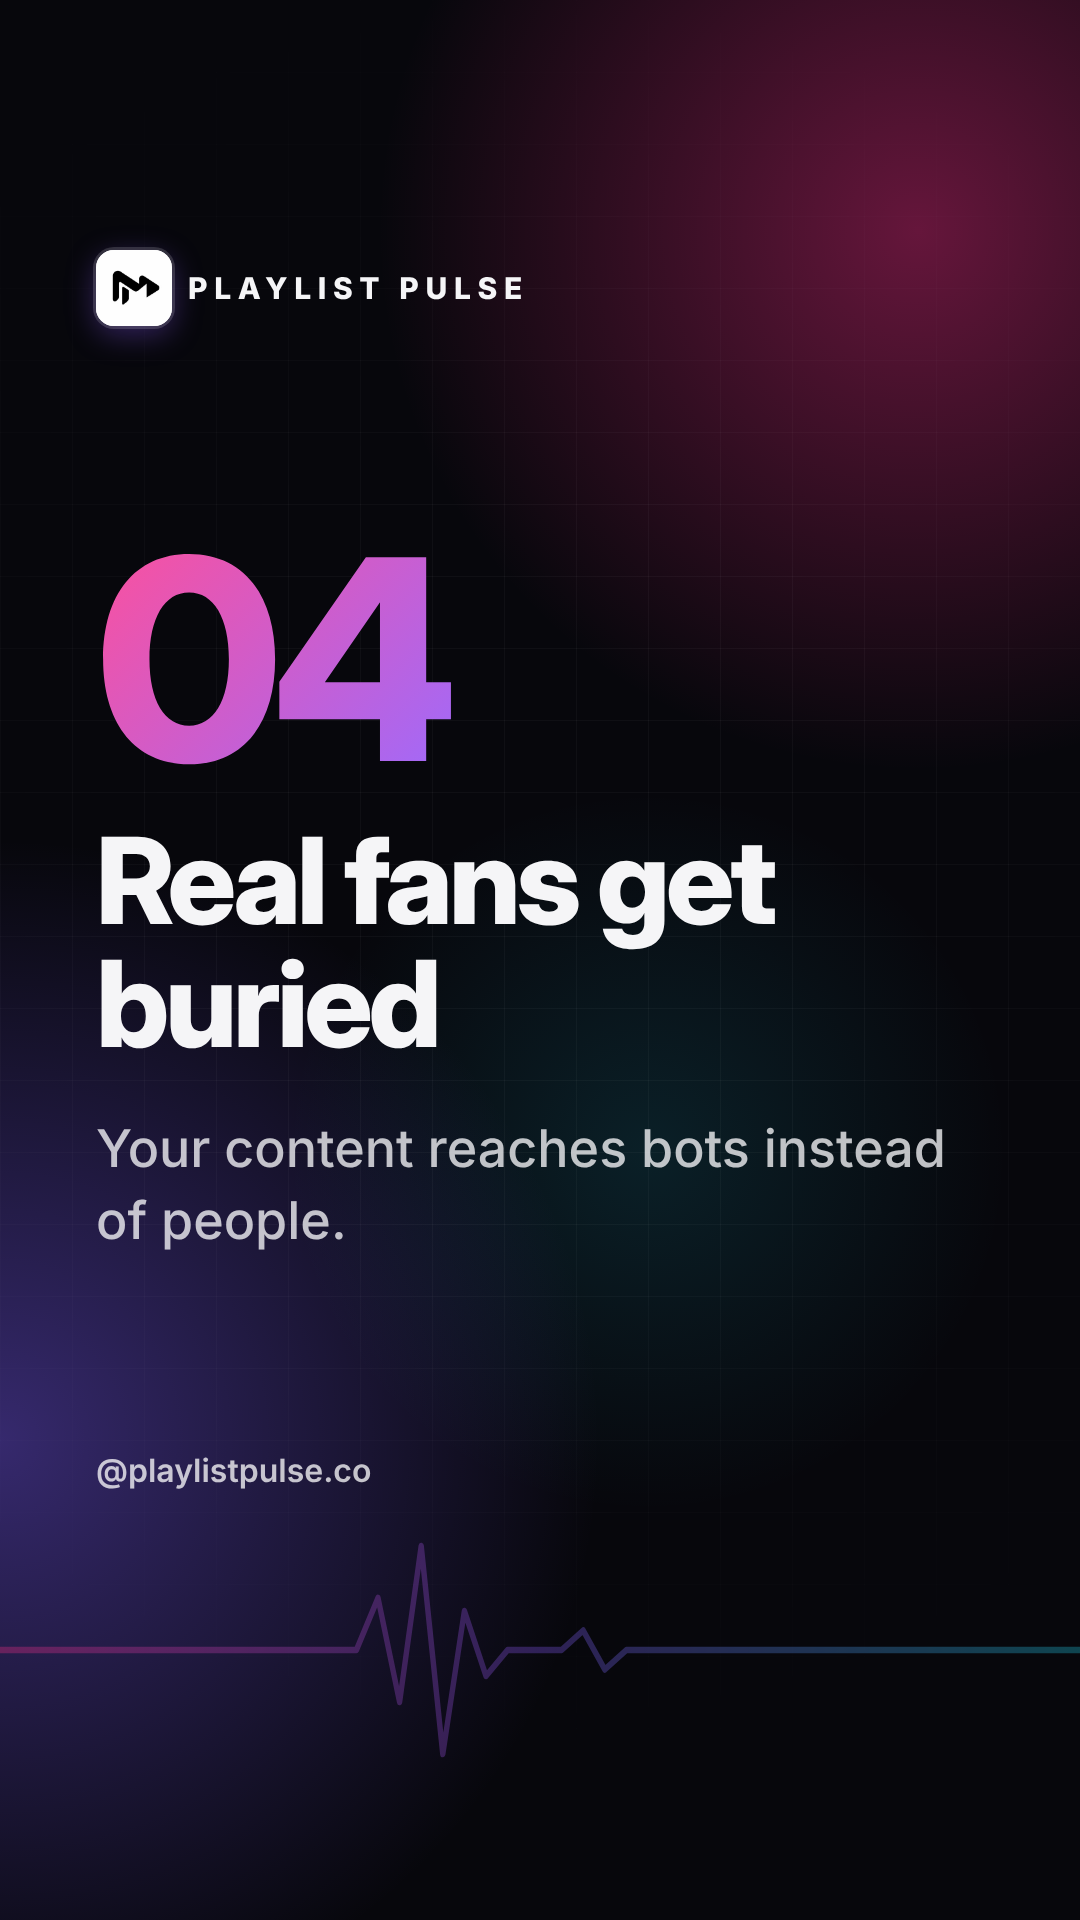 PLAYLIST PULSE
04
Real fans get
buried
Your content reaches bots instead
of people.
@playlistpulse.co